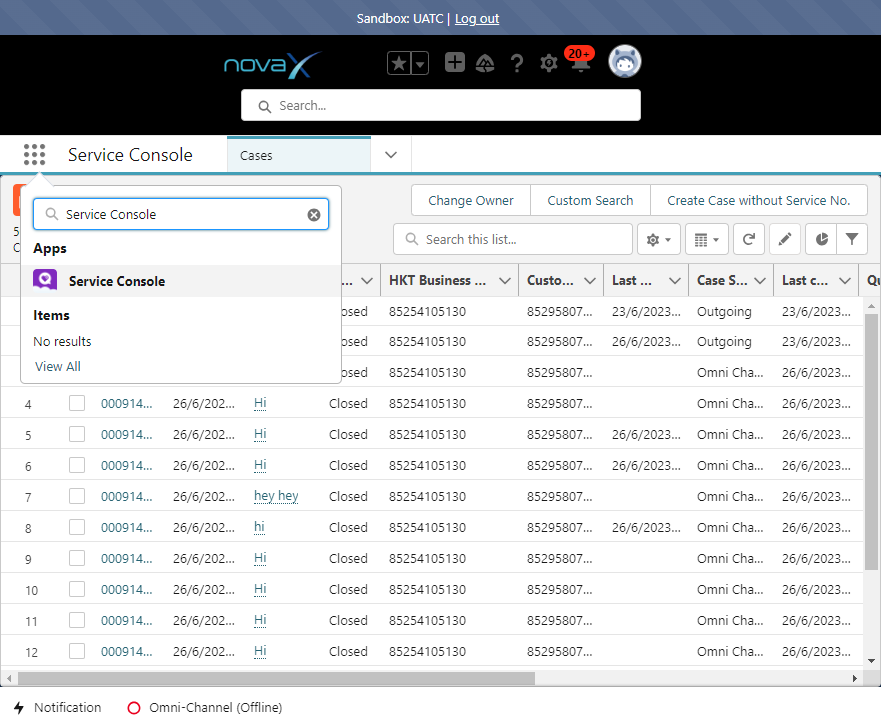 Sandbox: UATC | Log out
novaX
20+
Search...
Service Console
Cases
Service Console
Apps
Service Console
Items
No results
View All
Change Owner Custom Search Create Case without Service No.
Search this list...
... HKT Business ... Custo... Last ... Case S... Last c... Qu
osed 85254105130 85295807... 23/6/2023... Outgoing 23/6/2023...
osed 85254105130 85295807... 26/6/2023... Outgoing 23/6/2023...
osed 85254105130 85295807... Omni Cha... 26/6/2023...
4 000914... 26/6/202... Hi Closed 85254105130 85295807... Omni Cha... 26/6/2023...
5 000914... 26/6/202... Hi Closed 85254105130 85295807... 26/6/2023... Omni Cha... 26/6/2023...
6 000914... 26/6/202... Hi Closed 85254105130 85295807... 26/6/2023... Omni Cha... 26/6/2023...
7 000914... 26/6/202... hey hey Closed 85254105130 85295807... Omni Cha... 26/6/2023...
8 000914... 26/6/202... hi Closed 85254105130 85295807... 26/6/2023... Omni Cha... 26/6/2023...
9 000914... 26/6/202... Hi Closed 85254105130 85295807... Omni Cha... 26/6/2023...
10 000914... 26/6/202... Hi Closed 85254105130 85295807... Omni Cha... 26/6/2023...
11 000914... 26/6/202... Hi Closed 85254105130 85295807... Omni Cha... 26/6/2023...
12 000914... 26/6/202... Hi Closed 85254105130 85295807... Omni Cha... 26/6/2023...
Notification Omni-Channel (Offline)